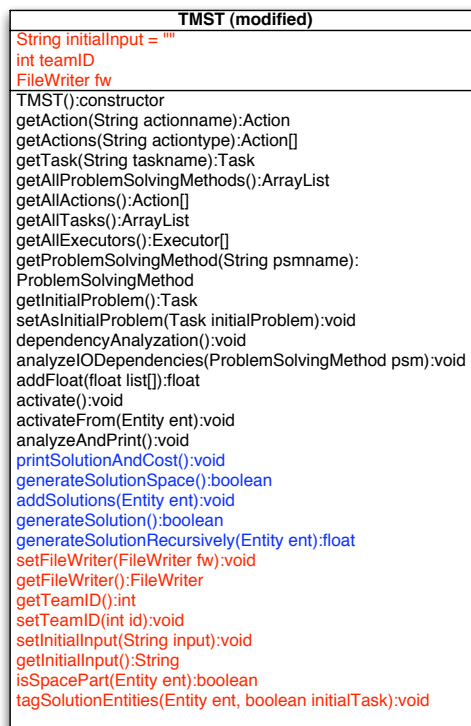 TMST (modified)
String initialInput = ""
int teamID
FileWriter fw
TMST():constructor
getAction(String actionname):Action
getActions(String actiontype):Action[]
getTask(String taskname):Task
getAllProblemSolvingMethods():ArrayList
getAllActions():Action[]
getAllTasks():ArrayList
getAllExecutors():Executor[]
getProblemSolvingMethod(String psmname):
ProblemSolvingMethod
getInitialProblem():Task
setAsInitialProblem(Task initialProblem):void
dependencyAnalyzation():void
analyzeIODependencies(ProblemSolvingMethod psm):void
addFloat(float list[]):float
activate():void
activateFrom(Entity ent):void
analyzeAndPrint():void
printSolutionAndCost():void
generateSolutionSpace():boolean
addSolutions(Entity ent):void
generateSolution():boolean
generateSolutionRecursively(Entity ent):float
setFileWriter(FileWriter fw):void
getFileWriter():FileWriter
getTeamID():int
setTeamID(int id):void
setInitialInput(String input):void
getInitialInput():String
isSpacePart(Entity ent):boolean
tagSolutionEntities(Entity ent, boolean initialTask):void